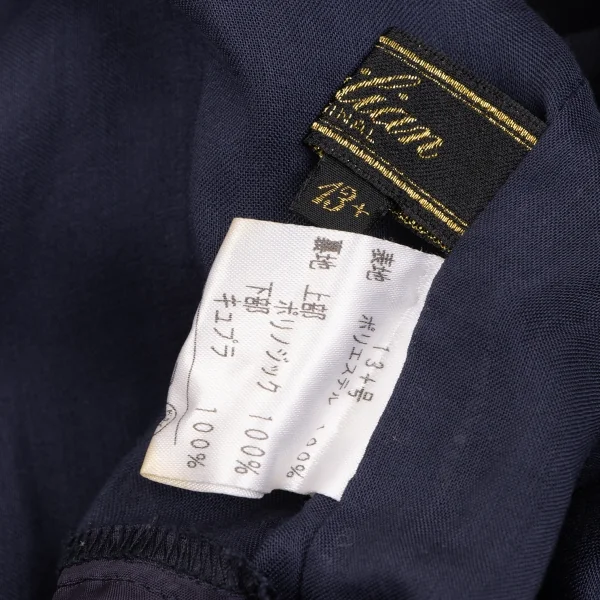 lian
13+
13+号
表地 ポリエステル 100%
裏地 上部 ポリノジック 100%
下部 キュプラ 100%